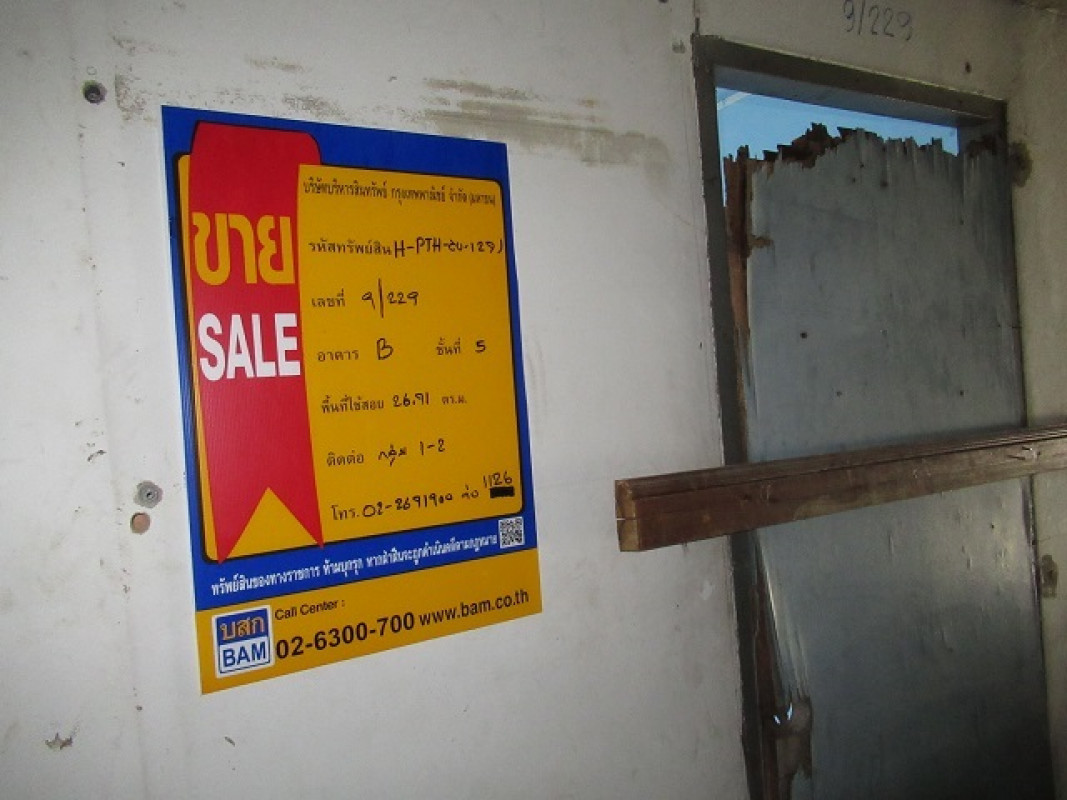 9/229
ขาย
SALE
บริษัทบริหารสินทรัพย์ กรุงเทพพาณิชย์ จำกัด (มหาชน)
รหัสทรัพย์สิน H-PTH-ฉบ-1291
เลขที่ 9/229
อาคาร B ชั้นที่ 5
พื้นที่ใช้สอย 26.91 ตร.ม.
ติดต่อ กลุ่ม 1-2
โทร. 02-2691900 ต่อ 1126
ทรัพย์สินของทางราชการ ห้ามบุกรุก หากฝ่าฝืนจะถูกดำเนินคดีตามกฎหมาย
บสก
BAM
Call Center :
02-6300-700 www.bam.co.th